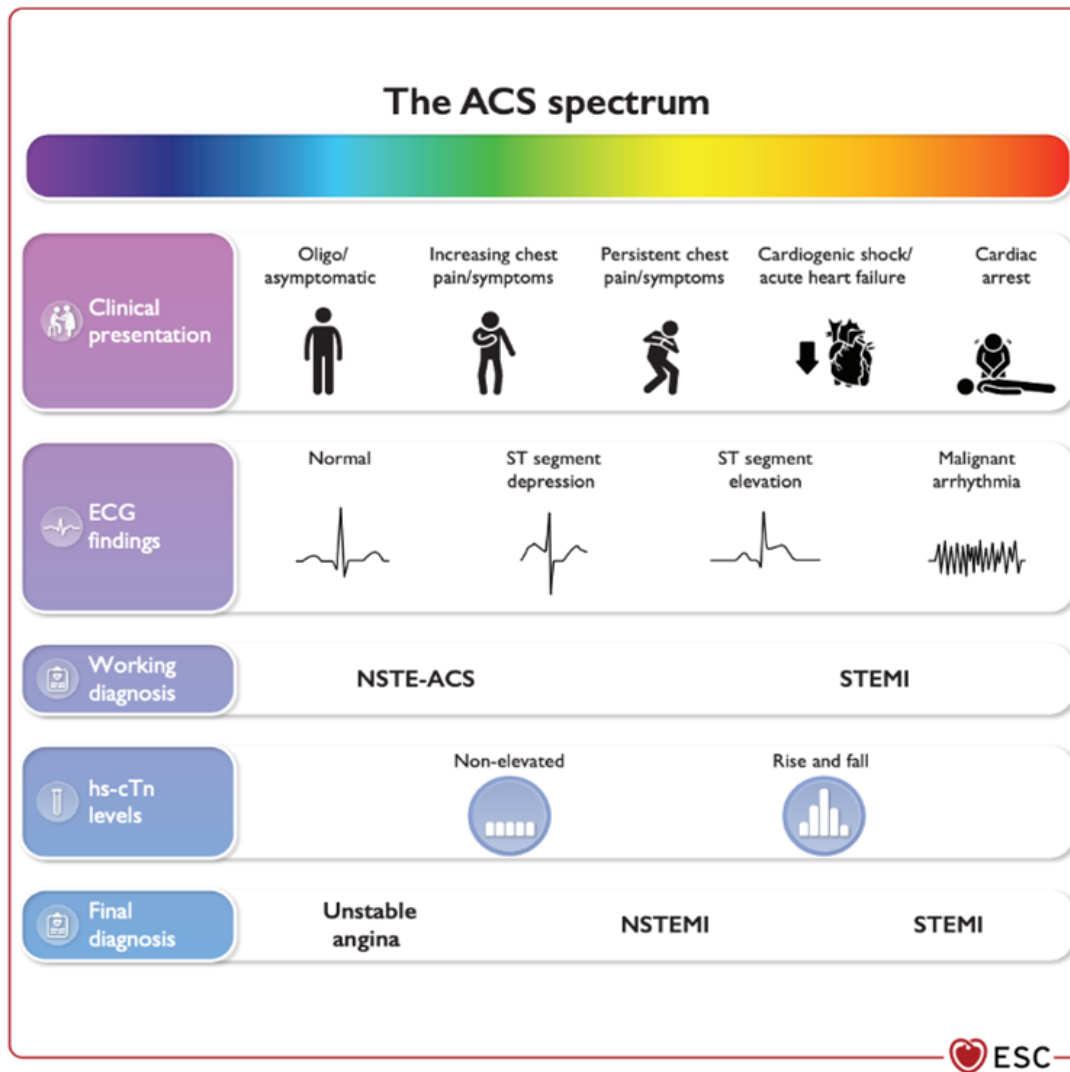 The ACS spectrum
Clinical
presentation
Oligo/
asymptomatic
Increasing chest
pain/symptoms
Persistent chest
pain/symptoms
Cardiogenic shock/
acute heart failure
Cardiac
arrest
ECG
findings
Normal
ST segment
depression
ST segment
elevation
Malignant
arrhythmia
Working
diagnosis
NSTE-ACS
STEMI
hs-cTn
levels
Non-elevated
Rise and fall
Final
diagnosis
Unstable
angina
NSTEMI
STEMI
ESC